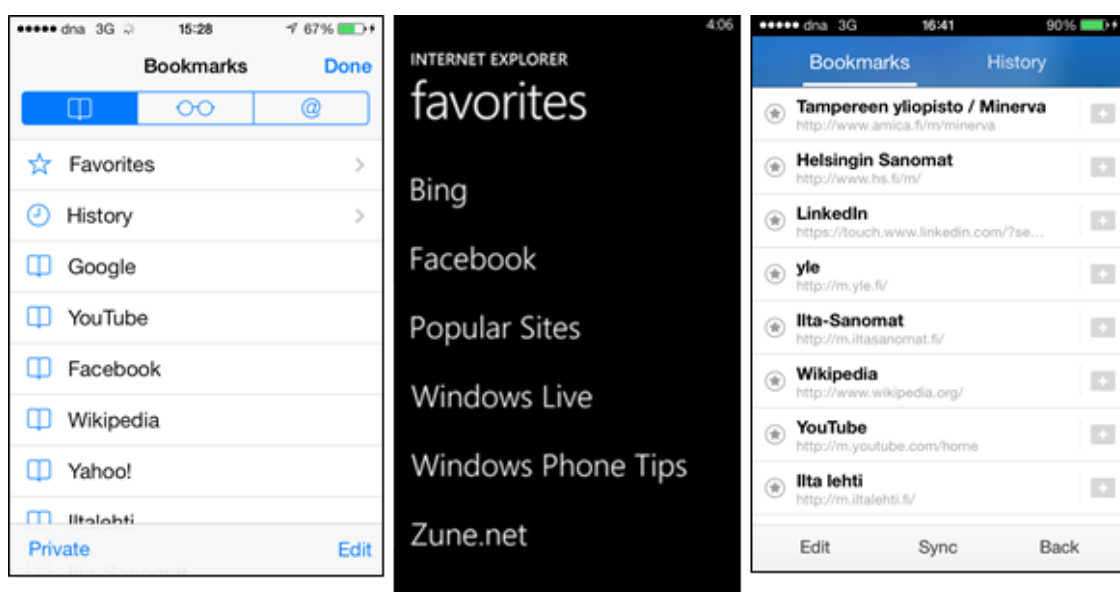 dna 3G 15:28 67%
Bookmarks Done
@
Favorites
History
Google
YouTube
Facebook
Wikipedia
Yahoo!
Iltalehti
Private Edit
Ilta-Sanomat
4:06
INTERNET EXPLORER
favorites
Bing
Facebook
Popular Sites
Windows Live
Windows Phone Tips
Zune.net
dna 3G 16:41 90%
Bookmarks History
Tampereen yliopisto / Minerva
http://www.amica.fi/m/minerva
Helsingin Sanomat
http://www.hs.fi/m/
LinkedIn
https://touch.www.linkedin.com/?se...
yle
http://m.yle.fi/
Ilta-Sanomat
http://m.iltasanomat.fi/
Wikipedia
http://www.wikipedia.org/
YouTube
http://m.youtube.com/home
Ilta lehti
http://m.iltalehti.fi/
Edit Sync Back